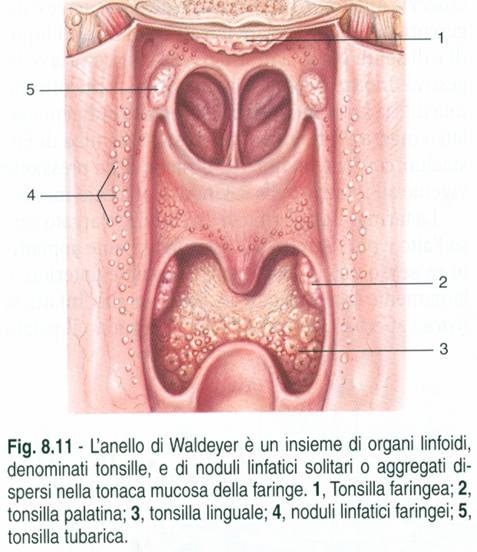 1
5
4
2
3
Fig. 8.11 - L'anello di Waldeyer è un insieme di organi linfoidi,
denominati tonsille, e di noduli linfatici solitari o aggregati di-
spersi nella tonaca mucosa della faringe. 1, Tonsilla faringea; 2,
tonsilla palatina; 3, tonsilla linguale; 4, noduli linfatici faringei; 5,
tonsilla tubarica.